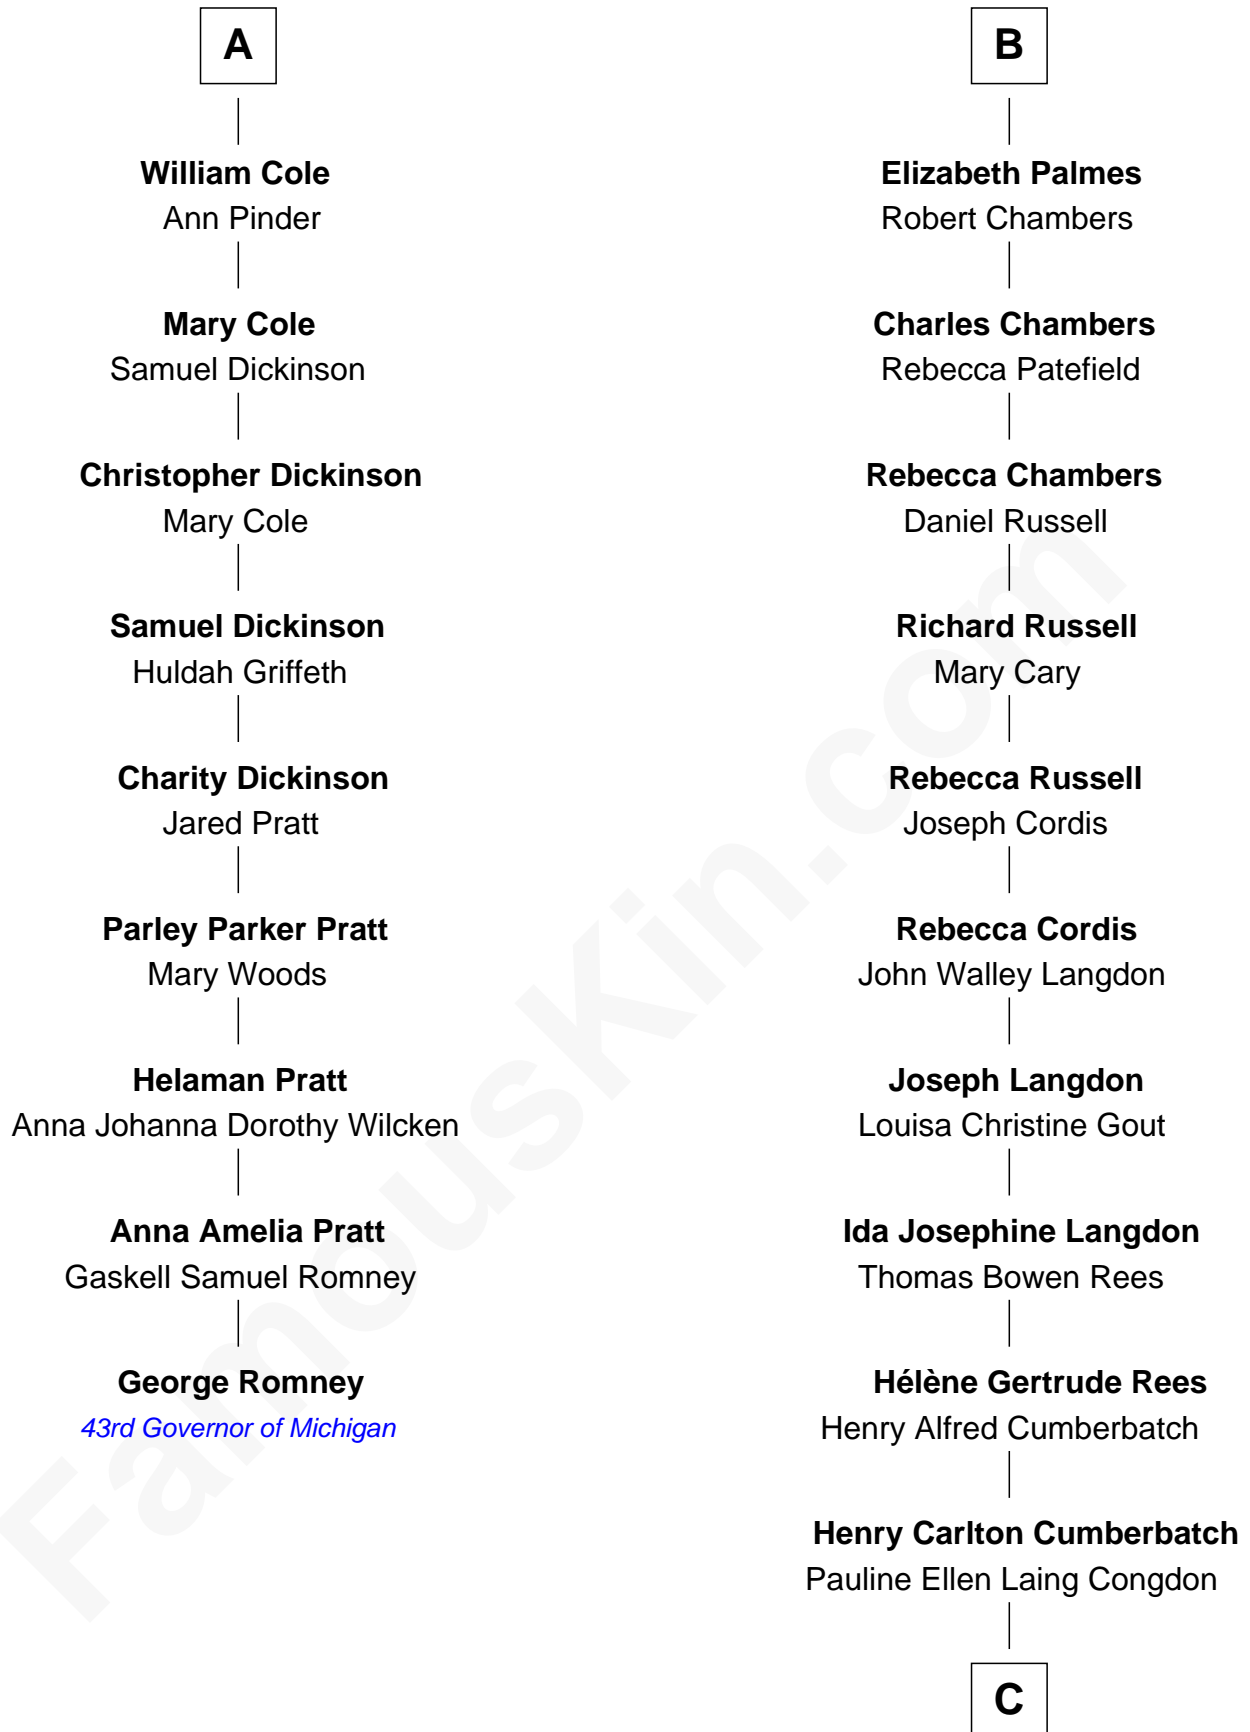 A
William Cole
Ann Pinder
Mary Cole
Samuel Dickinson
Christopher Dickinson
Mary Cole
Samuel Dickinson
Huldah Griffeth
Charity Dickinson
Jared Pratt
Parley Parker Pratt
Mary Woods
Helaman Pratt
Anna Johanna Dorothy Wilcken
Anna Amelia Pratt
Gaskell Samuel Romney
George Romney
43rd Governor of Michigan
B
Elizabeth Palmes
Robert Chambers
Charles Chambers
Rebecca Patefield
Rebecca Chambers
Daniel Russell
Richard Russell
Mary Cary
Rebecca Russell
Joseph Cordis
Rebecca Cordis
John Walley Langdon
Joseph Langdon
Louisa Christine Gout
Ida Josephine Langdon
Thomas Bowen Rees
Hélène Gertrude Rees
Henry Alfred Cumberbatch
Henry Carlton Cumberbatch
Pauline Ellen Laing Congdon
C
FamousKin.com